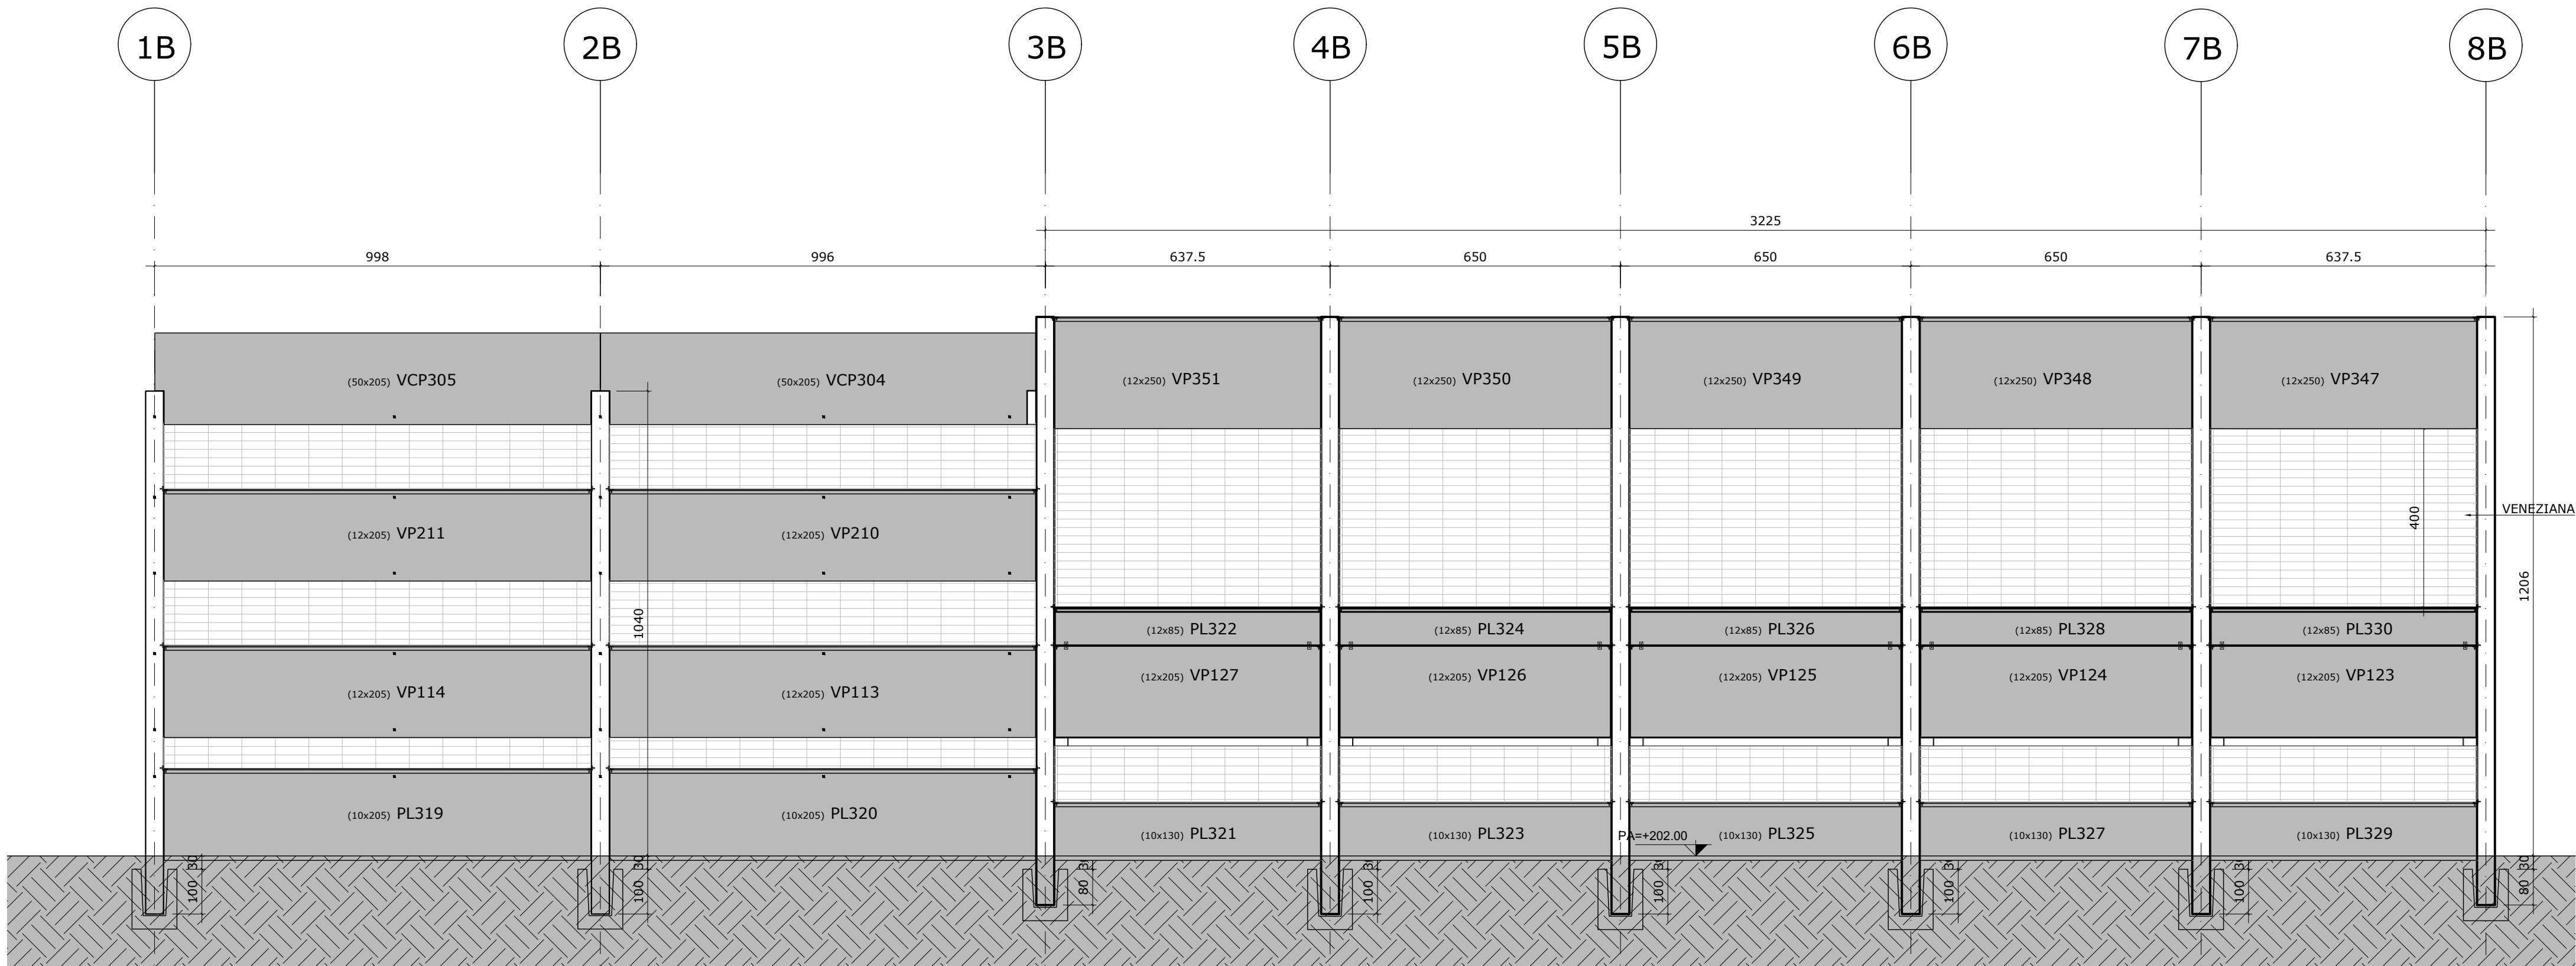 1B 2B 3B 4B 5B 6B 7B 8B
3225
998 996 637.5 650 650 650 637.5
(50x205) VCP305 (50x205) VCP304 (12x250) VP351 (12x250) VP350 (12x250) VP349 (12x250) VP348 (12x250) VP347
VENEZIANA
400
(12x205) VP211 (12x205) VP210
1206
1040
(12x85) PL322 (12x85) PL324 (12x85) PL326 (12x85) PL328 (12x85) PL330
(12x205) VP127 (12x205) VP126 (12x205) VP125 (12x205) VP124 (12x205) VP123
(12x205) VP114 (12x205) VP113
(10x205) PL319 (10x205) PL320
(10x130) PL321 (10x130) PL323 PA=+202.00 (10x130) PL325 (10x130) PL327 (10x130) PL329
30 30 30
100 100 80 100 100 100 100 80